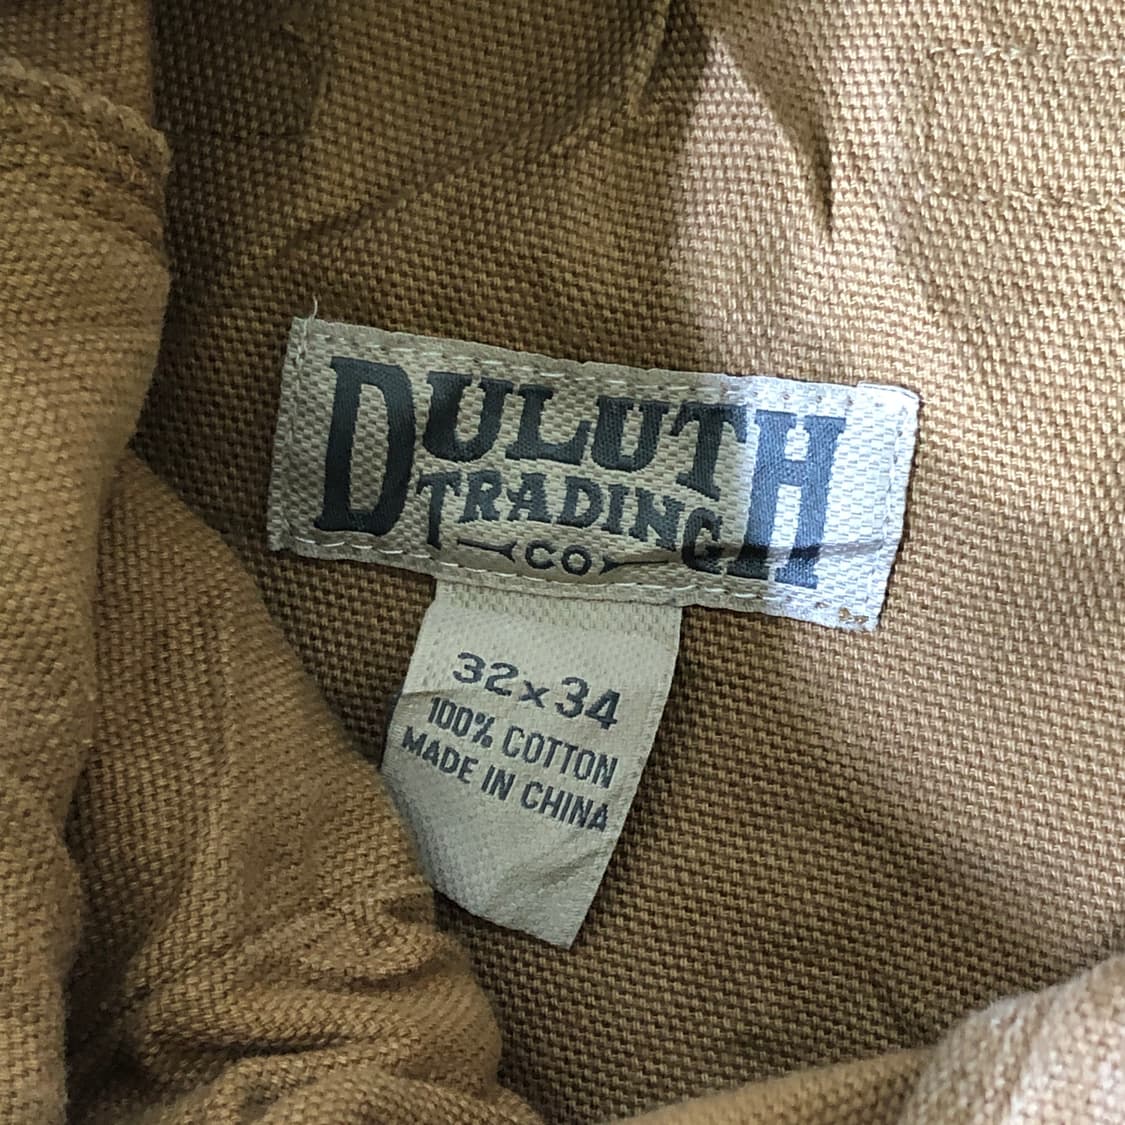 DULUTH
TRADING
CO
32x34
100% COTTON
MADE IN CHINA